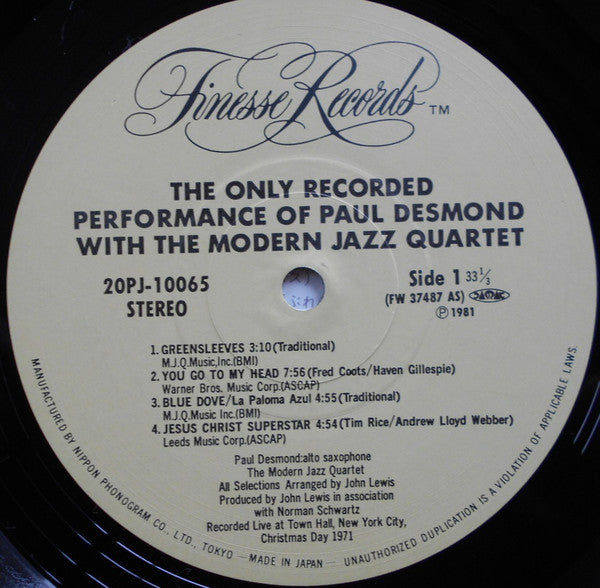 Finesse Records™
THE ONLY RECORDED
PERFORMANCE OF PAUL DESMOND
WITH THE MODERN JAZZ QUARTET
20PJ-10065
STEREO
Side 1 33⅓
(FW 37487 AS)
Ⓟ1981
1. GREENSLEEVES 3:10(Traditional)
M.J.Q.Music,Inc.(BMI)
2. YOU GO TO MY HEAD 7:56(Fred Coots/Haven Gillespie)
Warner Bros. Music Corp.(ASCAP)
3. BLUE DOVE/La Paloma Azul 4:55(Traditional)
M.J.Q.Music Inc.(BMI)
4. JESUS CHRIST SUPERSTAR 4:54(Tim Rice/Andrew Lloyd Webber)
Leeds Music Corp.(ASCAP)
Paul Desmond:alto saxophone
The Modern Jazz Quartet
All Selections Arranged by John Lewis
Produced by John Lewis in association
with Norman Schwartz
Recorded Live at Town Hall, New York City,
Christmas Day 1971
MANUFACTURED BY NIPPON PHONOGRAM CO., LTD., TOKYO —MADE IN JAPAN— UNAUTHORIZED DUPLICATION IS A VIOLATION OF APPLICABLE LAWS.